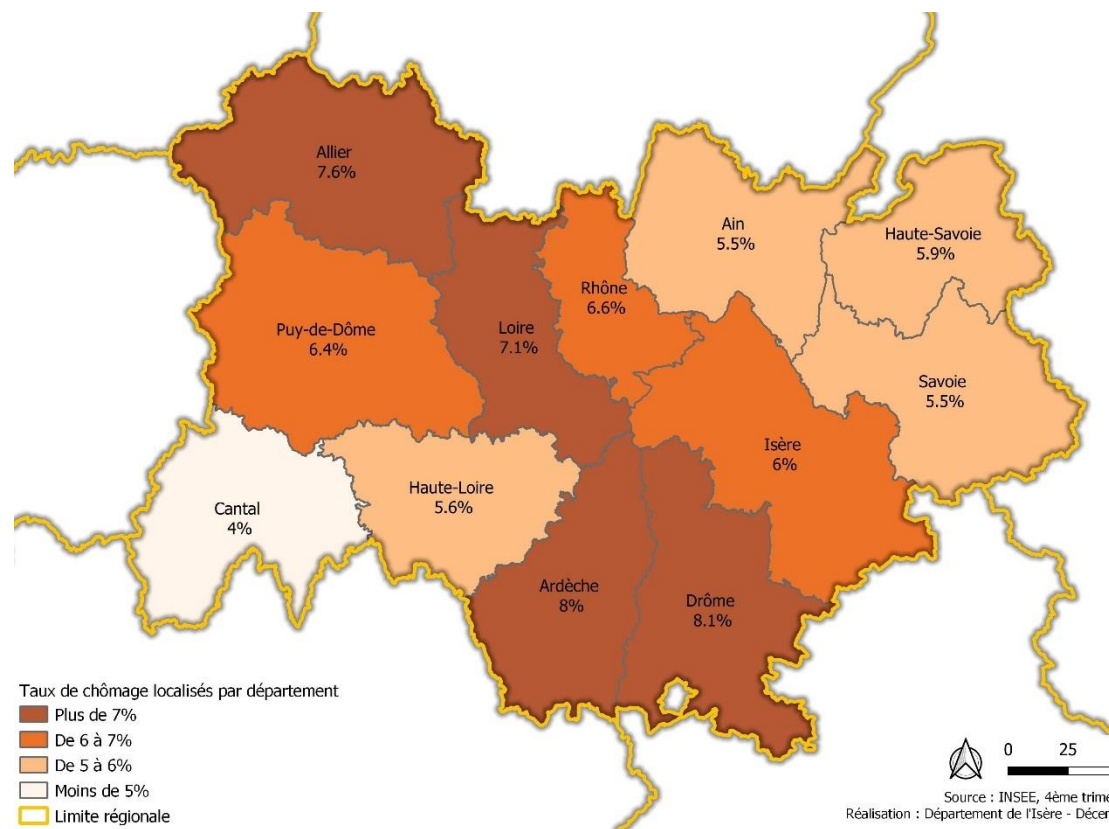 Allier
7.6%
Ain
5.5%
Haute-Savoie
5.9%
Rhône
6.6%
Puy-de-Dôme
6.4%
Loire
7.1%
Savoie
5.5%
Isère
6%
Haute-Loire
5.6%
Cantal
4%
Ardèche
8%
Drôme
8.1%
Taux de chômage localisés par département
Plus de 7%
De 6 à 7%
De 5 à 6%
Moins de 5%
Limite régionale
0 25
Source : INSEE, 4ème trime
Réalisation : Département de l'Isère - Décem